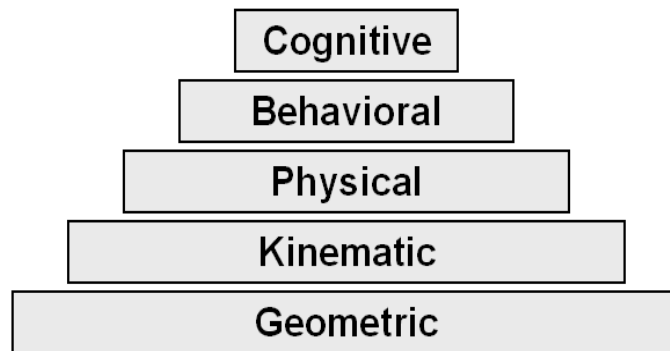 Cognitive
Behavioral
Physical
Kinematic
Geometric